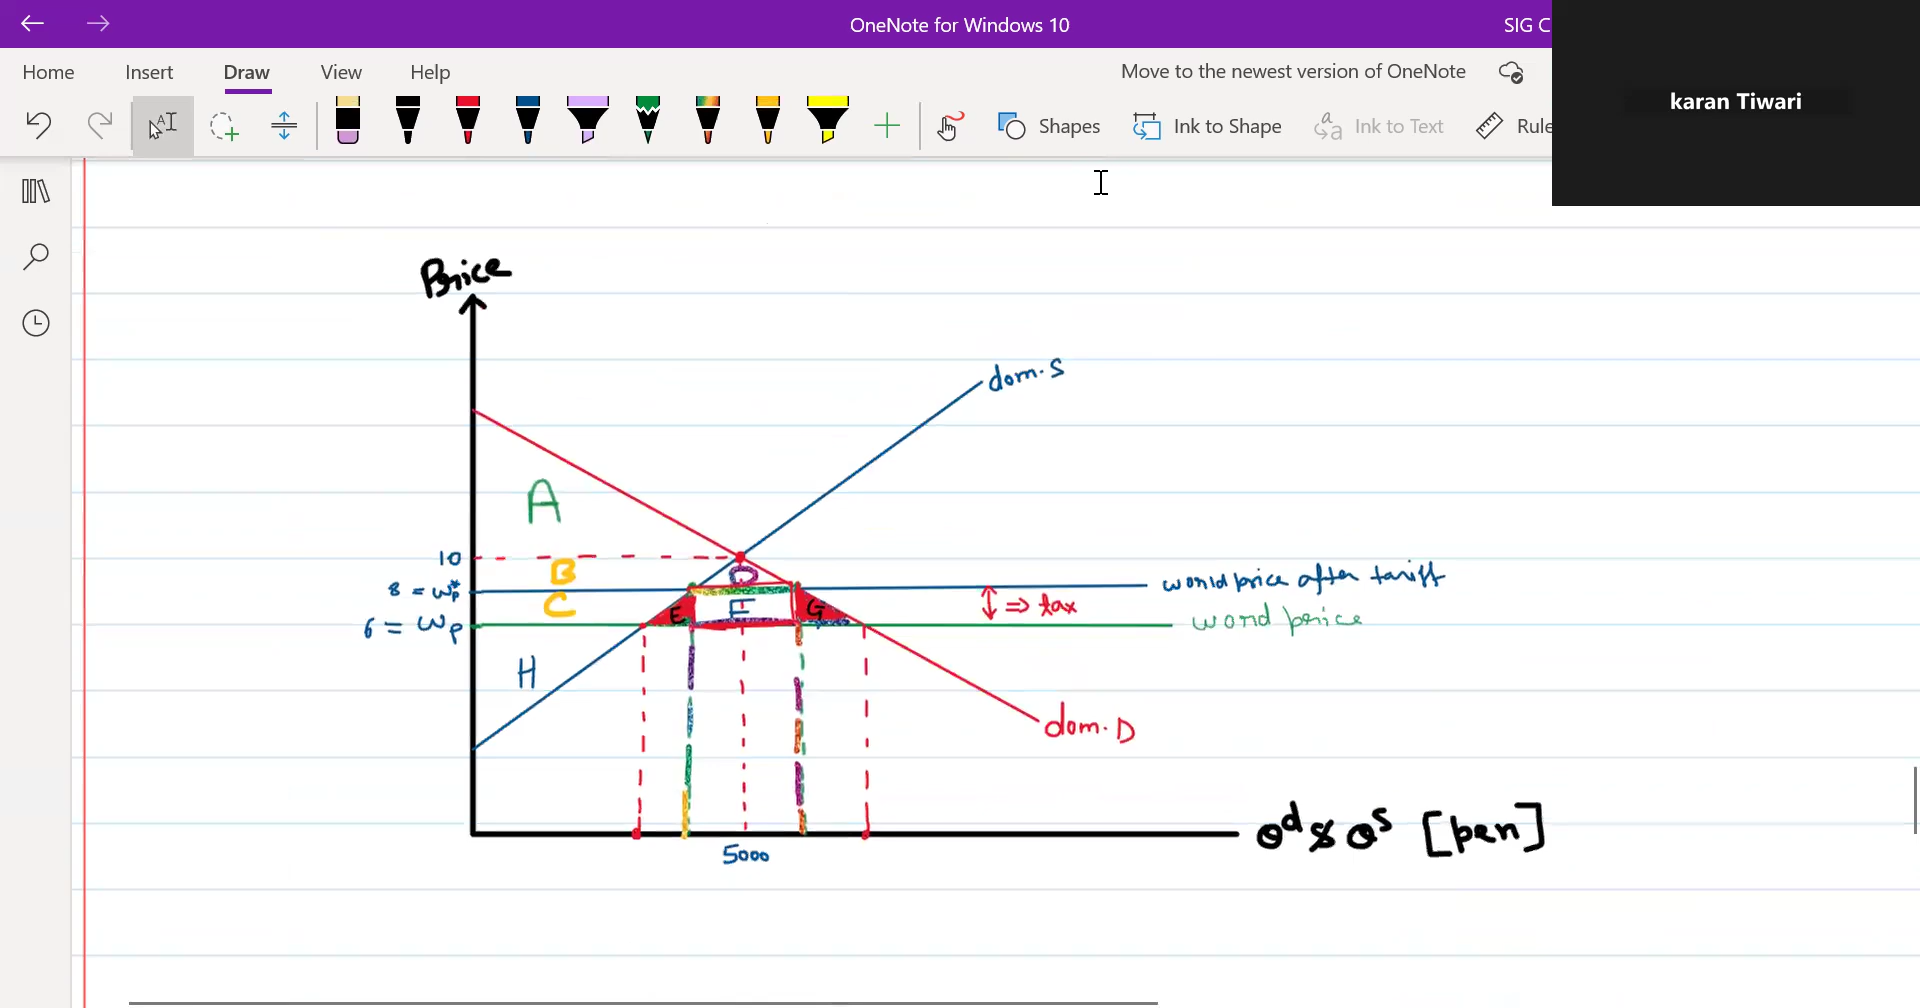 OneNote for Windows 10
SIG C
karan Tiwari
Home Insert Draw View Help
Move to the newest version of OneNote
Shapes Ink to Shape Ink to Text Rule
Price
dom. S
A
10
B
D
8 = Wp*
world price after tariff
C
E
F
G
⇒ tax
6 = Wp
world price
H
dom. D
5000
Qd & Qs [pen]